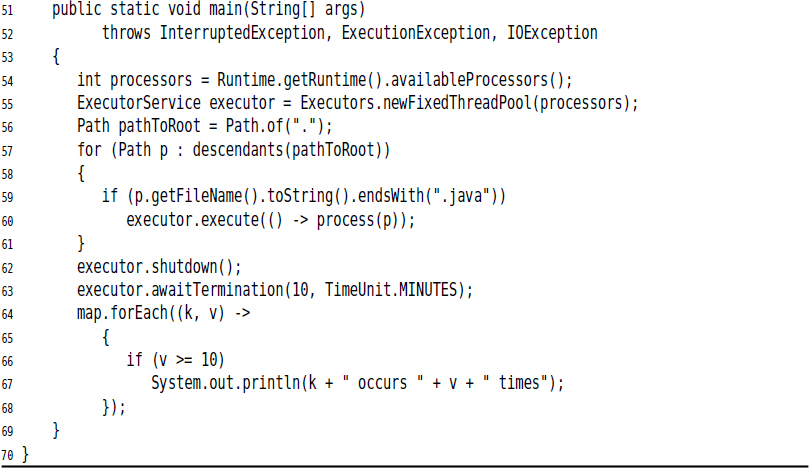 51    public static void main(String[] args)
52          throws InterruptedException, ExecutionException, IOException
53    {
54       int processors = Runtime.getRuntime().availableProcessors();
55       ExecutorService executor = Executors.newFixedThreadPool(processors);
56       Path pathToRoot = Path.of(".");
57       for (Path p : descendants(pathToRoot))
58       {
59          if (p.getFileName().toString().endsWith(".java"))
60             executor.execute(() -> process(p));
61       }
62       executor.shutdown();
63       executor.awaitTermination(10, TimeUnit.MINUTES);
64       map.forEach((k, v) ->
65          {
66             if (v >= 10)
67                System.out.println(k + " occurs " + v + " times");
68          });
69    }
70 }